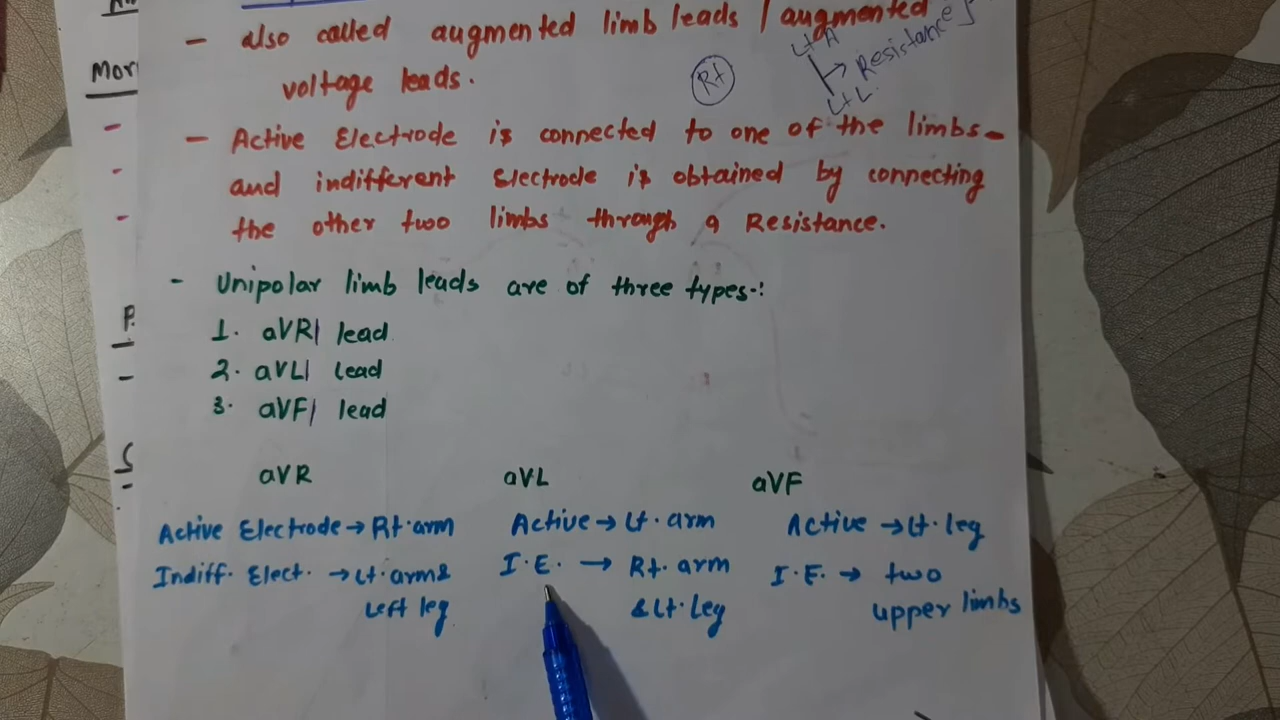 - also called augmented limb leads / augmented
voltage leads.
Rt
Lt A
→ Resistance]
Lt L.
Mor
- Active Electrode is connected to one of the limbs-
and indifferent Electrode is obtained by connecting
the other two limbs through a Resistance.
- Unipolar limb leads are of three types-:
1. aVR| lead
2. aVL| lead
3. aVF| lead
aVR aVL aVF
Active Electrode → Rt. arm Active → Lt. arm Active → Lt. leg
Indiff. Elect. → Lt. arm & I.E. → Rt. arm I.E. → two
Left leg & Lt. Leg upper limbs